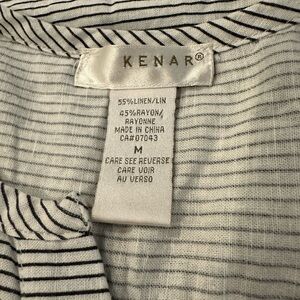 KENAR®
55%LINEN/LIN
45%RAYON/
RAYONNE
MADE IN CHINA
CA#07043
M
CARE SEE REVERSE
CARE VOIR
AU VERSO